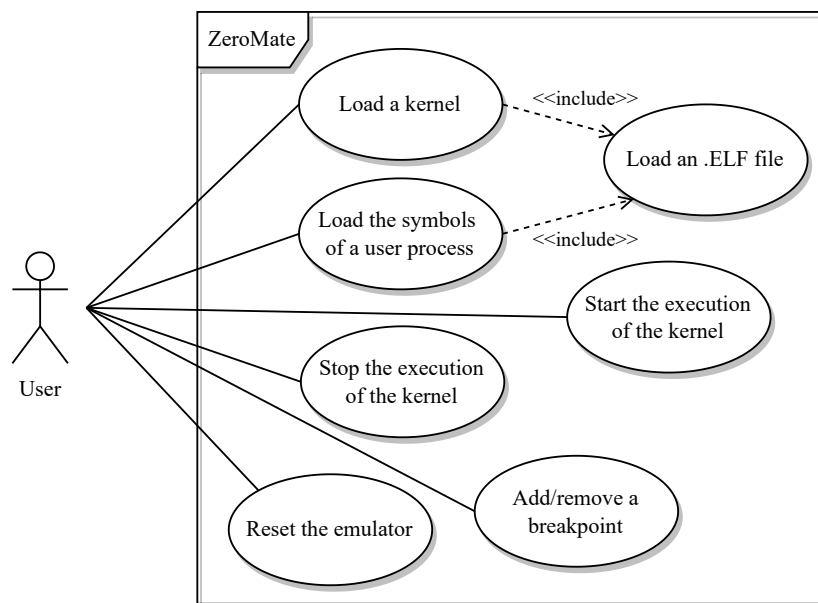 ZeroMate
Load a kernel
<<include>>
Load an .ELF file
Load the symbols
of a user process
<<include>>
Start the execution
of the kernel
User
Stop the execution
of the kernel
Add/remove a
breakpoint
Reset the emulator